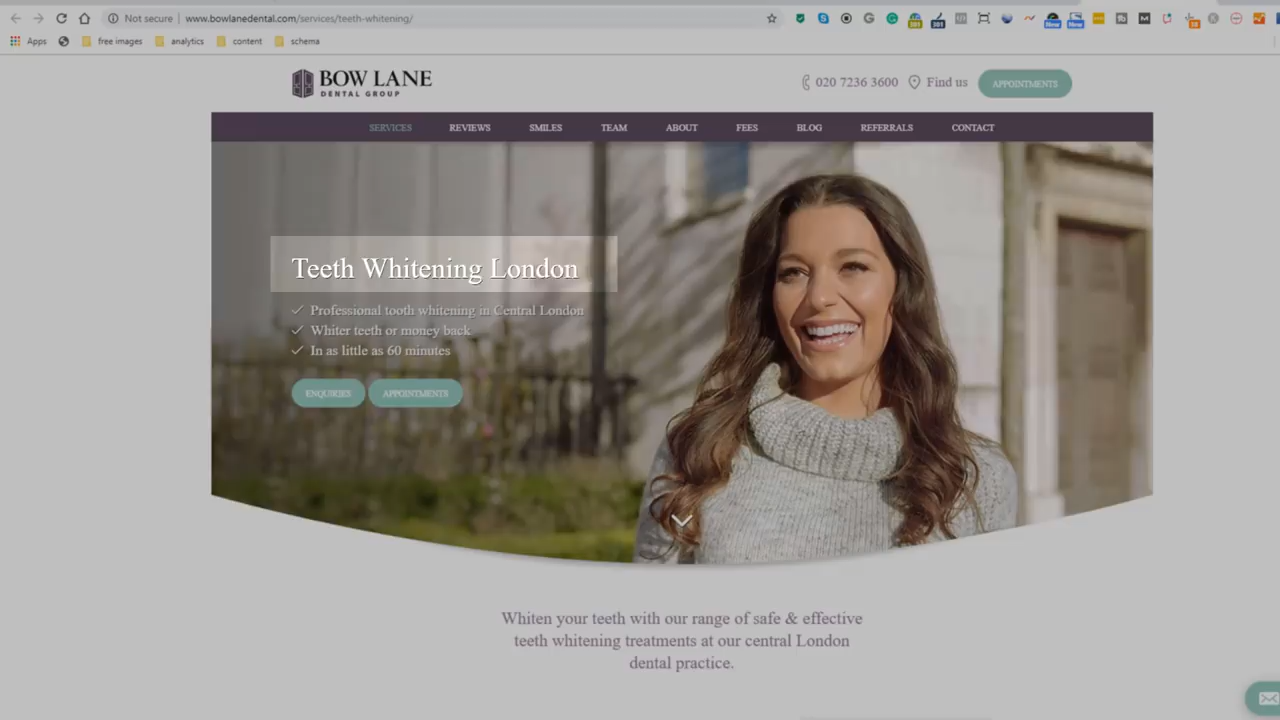 Not secure | www.bowlanedental.com/services/teeth-whitening/
Apps free images analytics content schema
BOW LANE
DENTAL GROUP
020 7236 3600 Find us APPOINTMENTS
SERVICES REVIEWS SMILES TEAM ABOUT FEES BLOG REFERRALS CONTACT
Teeth Whitening London
Professional tooth whitening in Central London
Whiter teeth or money back
In as little as 60 minutes
ENQUIRIES APPOINTMENTS
Whiten your teeth with our range of safe & effective
teeth whitening treatments at our central London
dental practice.